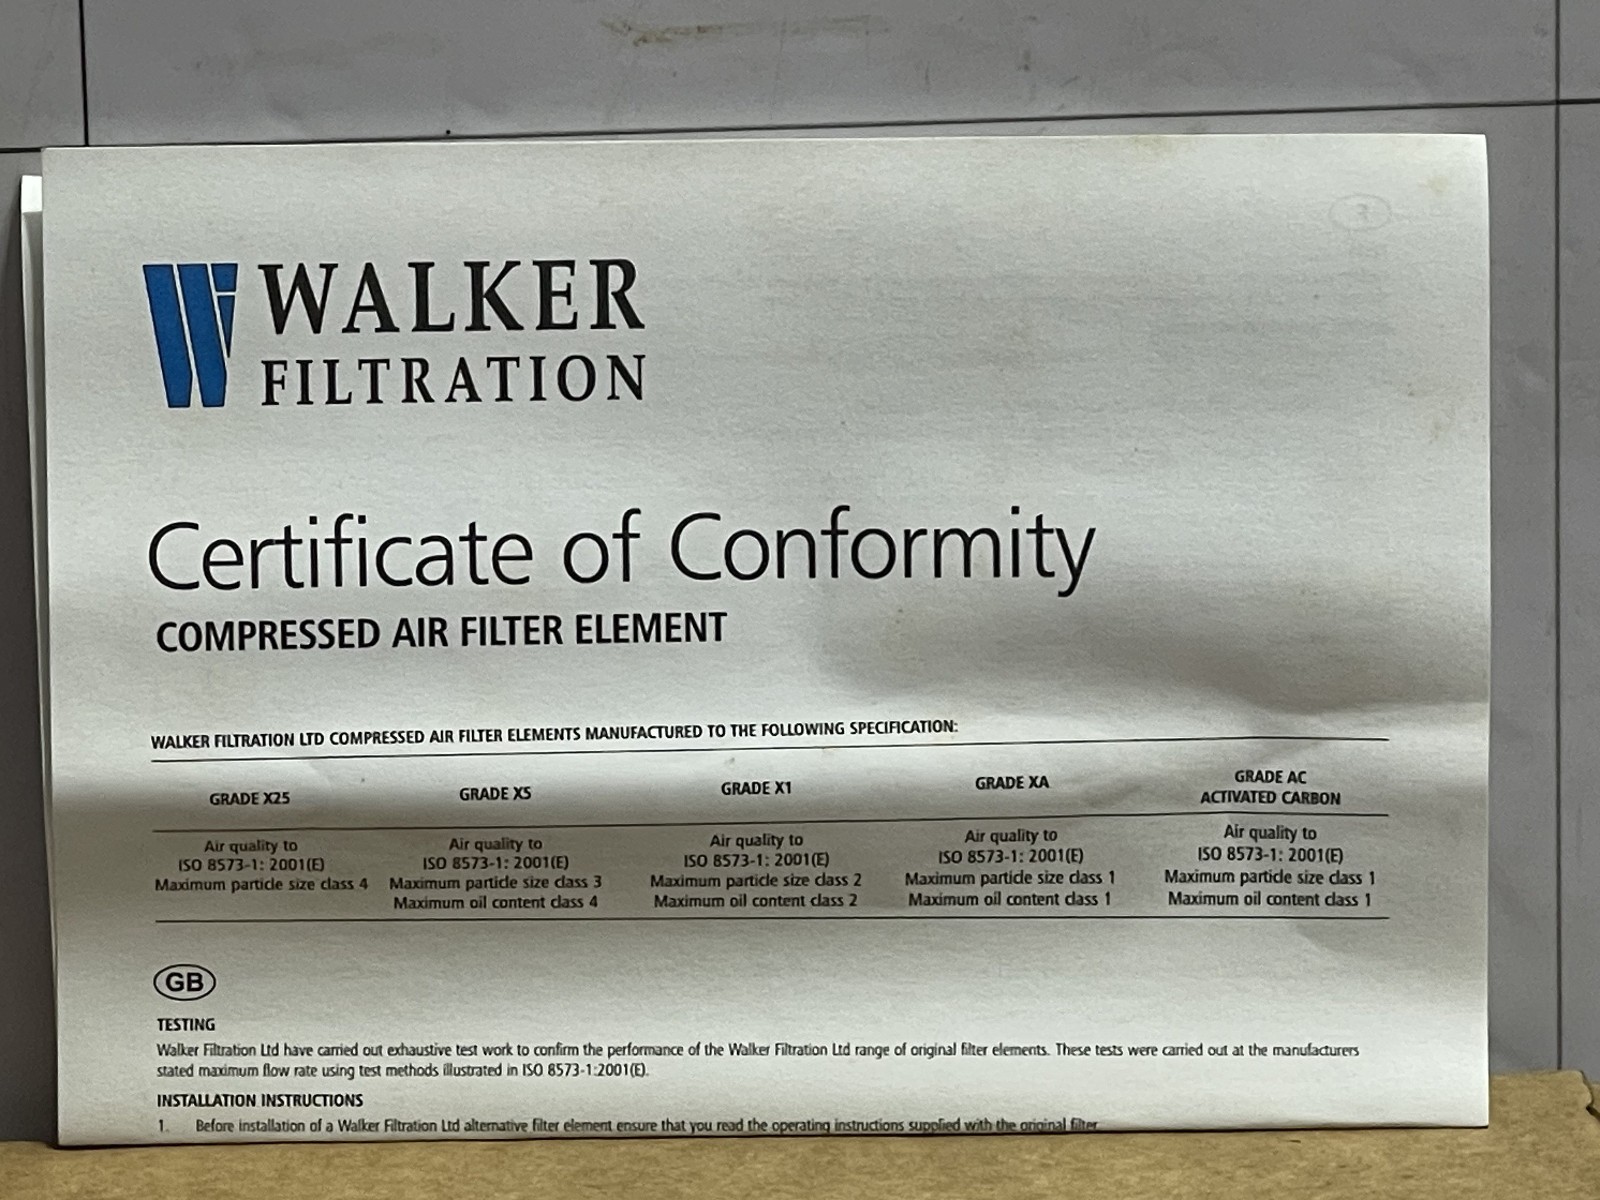 WALKER
FILTRATION
Certificate of Conformity
COMPRESSED AIR FILTER ELEMENT
WALKER FILTRATION LTD COMPRESSED AIR FILTER ELEMENTS MANUFACTURED TO THE FOLLOWING SPECIFICATION:
GRADE X25
Air quality to
ISO 8573-1: 2001(E)
Maximum particle size class 4
GRADE X5
Air quality to
ISO 8573-1: 2001(E)
Maximum particle size class 3
Maximum oil content class 4
GRADE X1
Air quality to
ISO 8573-1: 2001(E)
Maximum particle size class 2
Maximum oil content class 2
GRADE XA
Air quality to
ISO 8573-1: 2001(E)
Maximum particle size class 1
Maximum oil content class 1
GRADE AC
ACTIVATED CARBON
Air quality to
ISO 8573-1: 2001(E)
Maximum particle size class 1
Maximum oil content class 1
GB
TESTING
Walker Filtration Ltd have carried out exhaustive test work to confirm the performance of the Walker Filtration Ltd range of original filter elements. These tests were carried out at the manufacturers
stated maximum flow rate using test methods illustrated in ISO 8573-1:2001(E).
INSTALLATION INSTRUCTIONS
1. Before installation of a Walker Filtration Ltd alternative filter element ensure that you read the operating instructions supplied with the original filter